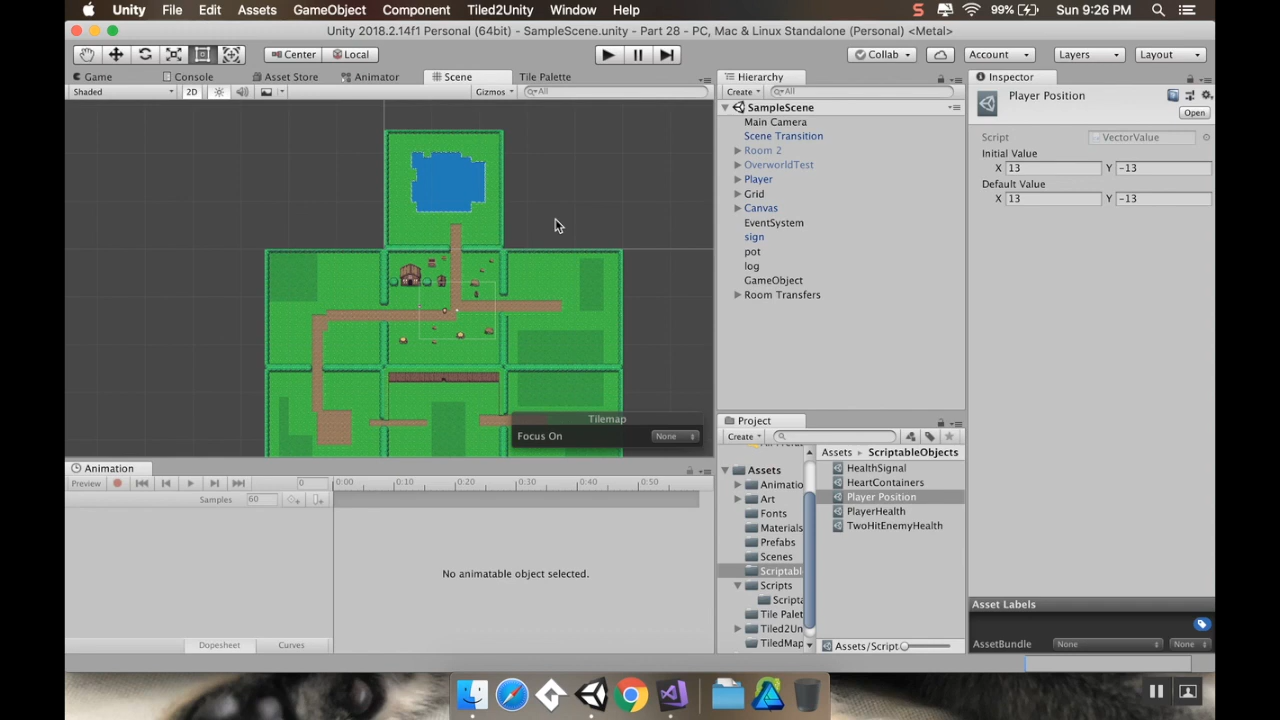 Unity File Edit Assets GameObject Component Tiled2Unity Window Help 99% Sun 9:26 PM
Unity 2018.2.14f1 Personal (64bit) - SampleScene.unity - Part 28 - PC, Mac & Linux Standalone (Personal) <Metal>
Center Local Collab Account Layers Layout
Game Console Asset Store Animator Scene Tile Palette
Shaded 2D Gizmos All
Hierarchy
Create All
SampleScene
Main Camera
Scene Transition
Room 2
OverworldTest
Player
Grid
Canvas
EventSystem
sign
pot
log
GameObject
Room Transfers
Inspector
Player Position
Open
Script VectorValue
Initial Value
X 13 Y -13
Default Value
X 13 Y -13
Tilemap
Focus On None
Animation
Preview 0 0:00 0:10 0:20 0:30 0:40 0:50
Samples 60
No animatable object selected.
Dopesheet Curves
Project
Create
Assets
Animatio
Art
Fonts
Materials
Prefabs
Scenes
Scriptabl
Scripts
Scripta
Tile Palet
Tiled2Un
TiledMap
Assets ScriptableObjects
HealthSignal
HeartContainers
Player Position
PlayerHealth
TwoHitEnemyHealth
Assets/Script
Asset Labels
AssetBundle None None